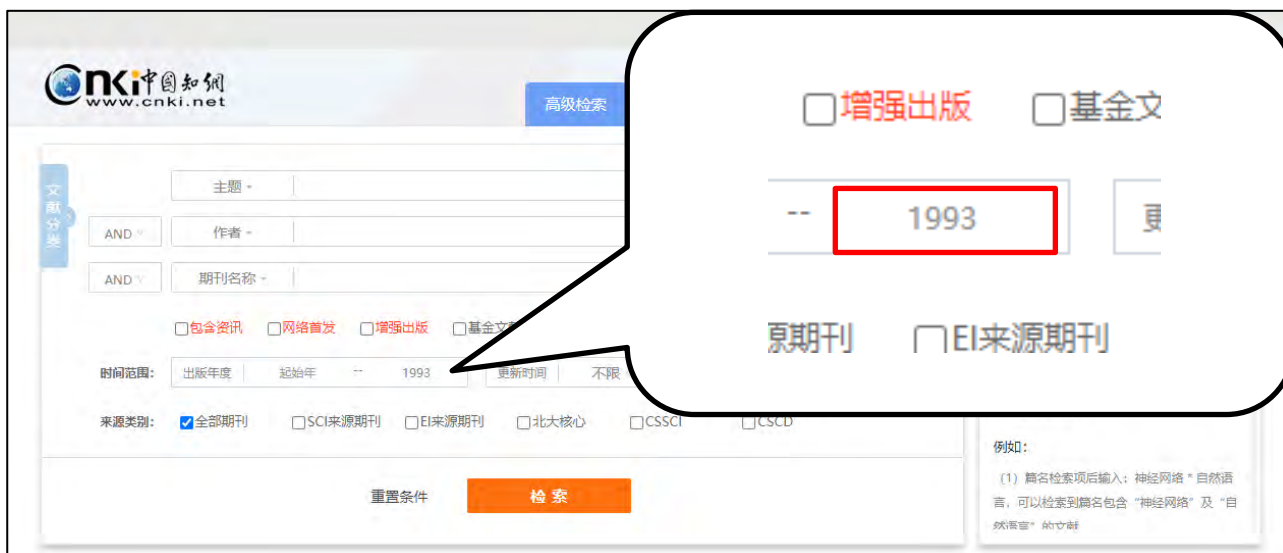 CNKi中国知网
www.cnki.net
高级检索
文献分类
主题
AND 作者
AND 期刊名称
包含资讯 网络首发 增强出版 基金文
时间范围: 出版年度 起始年 -- 1993 更新时间 不限
来源类别: 全部期刊 SCI来源期刊 EI来源期刊 北大核心 CSSCI CSCD
重置条件 检索
增强出版 基金文
-- 1993 更
源期刊 EI来源期刊
例如:
(1) 篇名检索项后输入: 神经网络 * 自然语
言, 可以检索到篇名包含 “神经网络” 及 “自
然语言” 的文献